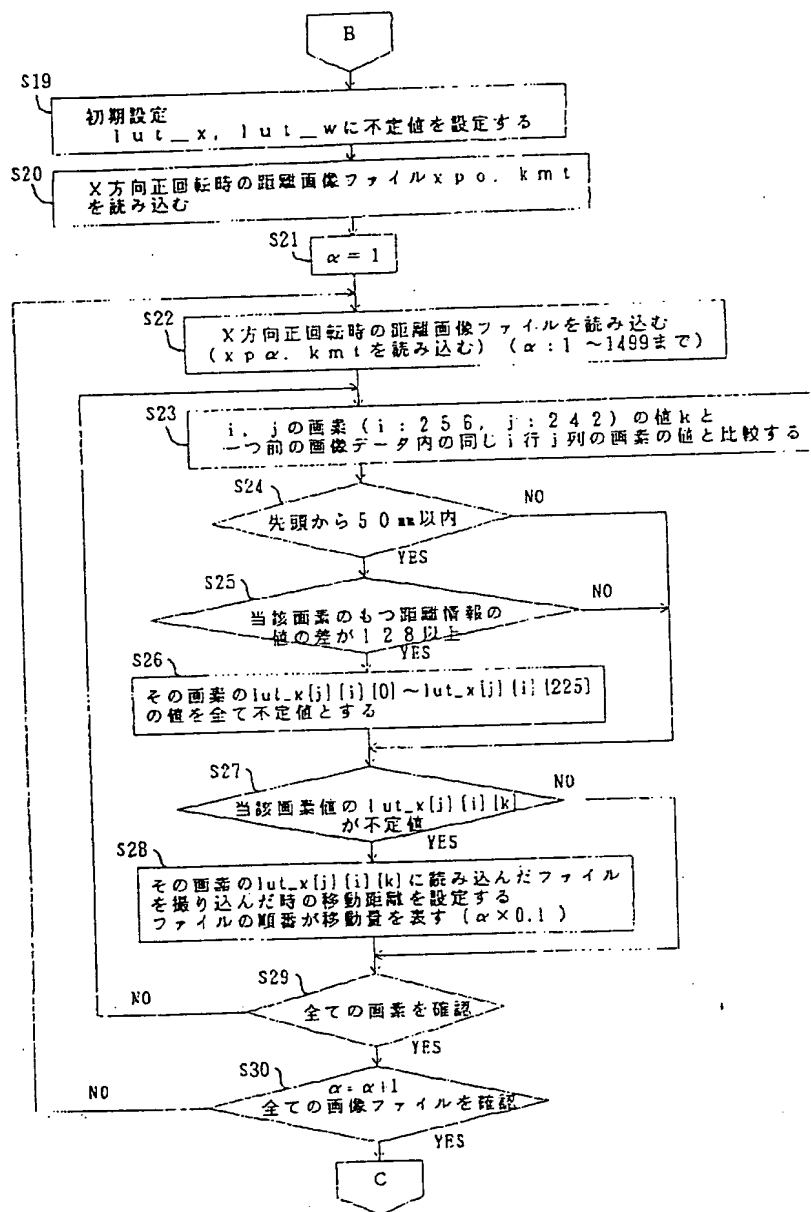 B
S19
初期設定
lut_x, lut_wに不定値を設定する
S20
X方向正回転時の距離画像ファイルxpo.kmt
を読み込む
S21
α=1
S22
X方向正回転時の距離画像ファイルを読み込む
(xpα.kmtを読み込む) (α:1~1499まで)
S23
i, jの画素(i:256, j:242)の値kと
一つ前の画像データ内の同じi行j列の画素の値と比較する
S24
NO
先頭から50mm以内
YES
S25
NO
当該画素のもつ距離情報の
値の差が128以上
YES
S26
その画素のlut_x[j][i][0]~lut_x[j][i][225]
の値を全て不定値とする
S27
NO
当該画素値のlut_x[j][i][k]
が不定値
YES
S28
その画素のlut_x[j][i][k]に読み込んだファイル
を撮り込んだ時の移動距離を設定する
ファイルの順番が移動量を表す(α×0.1)
S29
NO
全ての画素を確認
YES
S30
NO
α=α+1
全ての画像ファイルを確認
YES
C